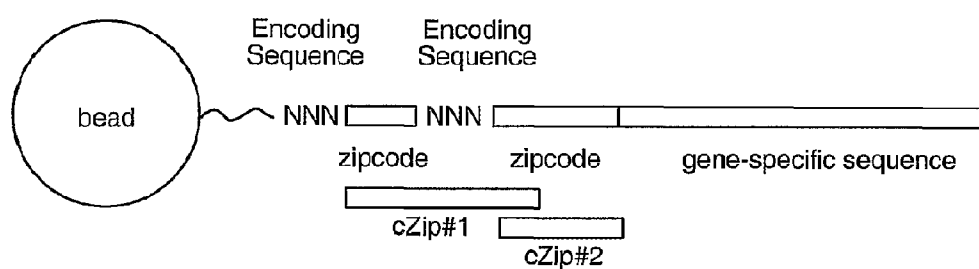 Encoding Sequence
Encoding Sequence
bead
NNN
NNN
zipcode
zipcode
gene-specific sequence
cZip#1
cZip#2